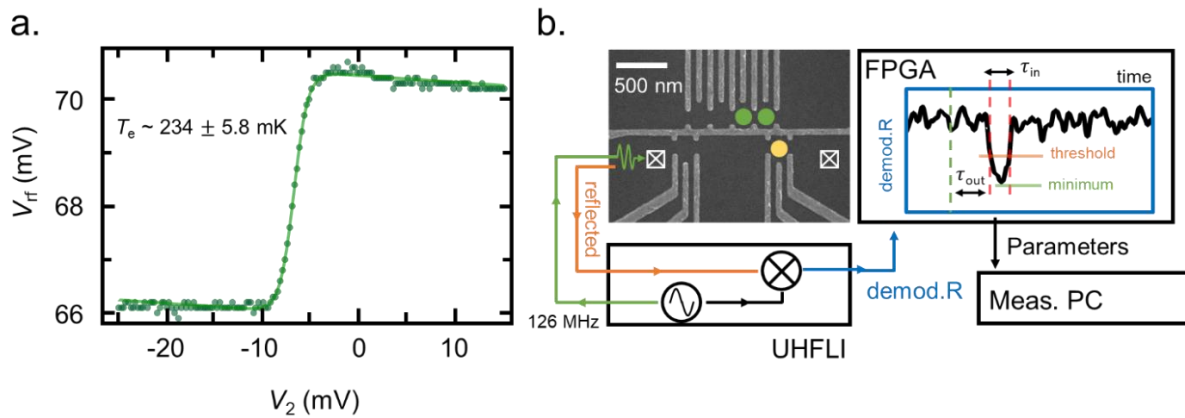 a.
V_rf (mV)
70
68
66
T_e ~ 234 ± 5.8 mK
-20
-10
0
10
V_2 (mV)
b.
500 nm
reflected
126 MHz
UHFLI
demod.R
FPGA
τ_in
time
demod.R
threshold
τ_out
minimum
Parameters
Meas. PC